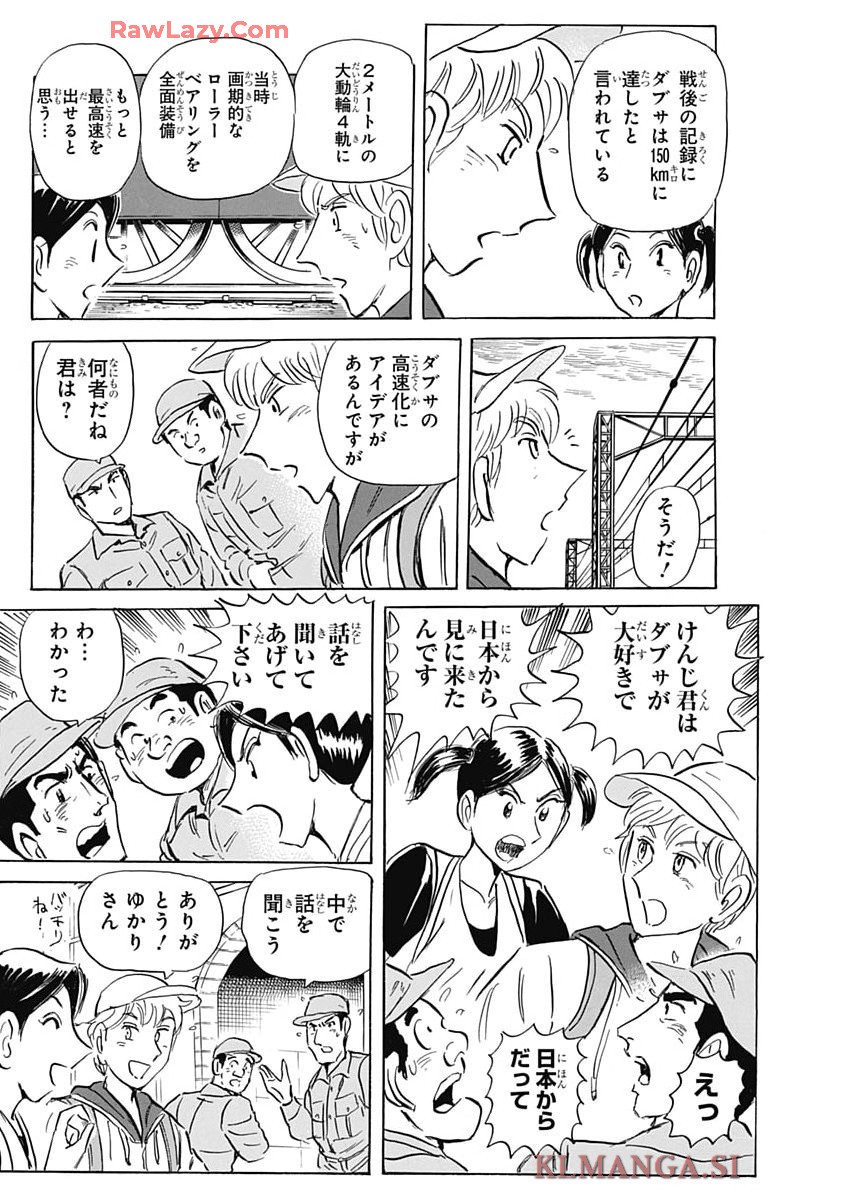 RawLazy.Com
戦後の記録に
ダブサは150kmに
達したと
言われている
2メートルの
大動輪4軌に
当時
画期的な
ローラー
ベアリングを
全面装備
もっと
最高速を
出せると
思う…
そうだ！
ダブサの
高速化に
アイデアが
あるんですが
何者だね
君は？
けんじ君は
ダブサが
大好きで
日本から
見に来た
んです
えっ
日本から
だって
話を
聞いて
あげて
下さい
わ…
わかった
中で
話を
聞こう
ありが
とう！
ゆかり
さん
バッチリ
ね！
KLMANGA.SI